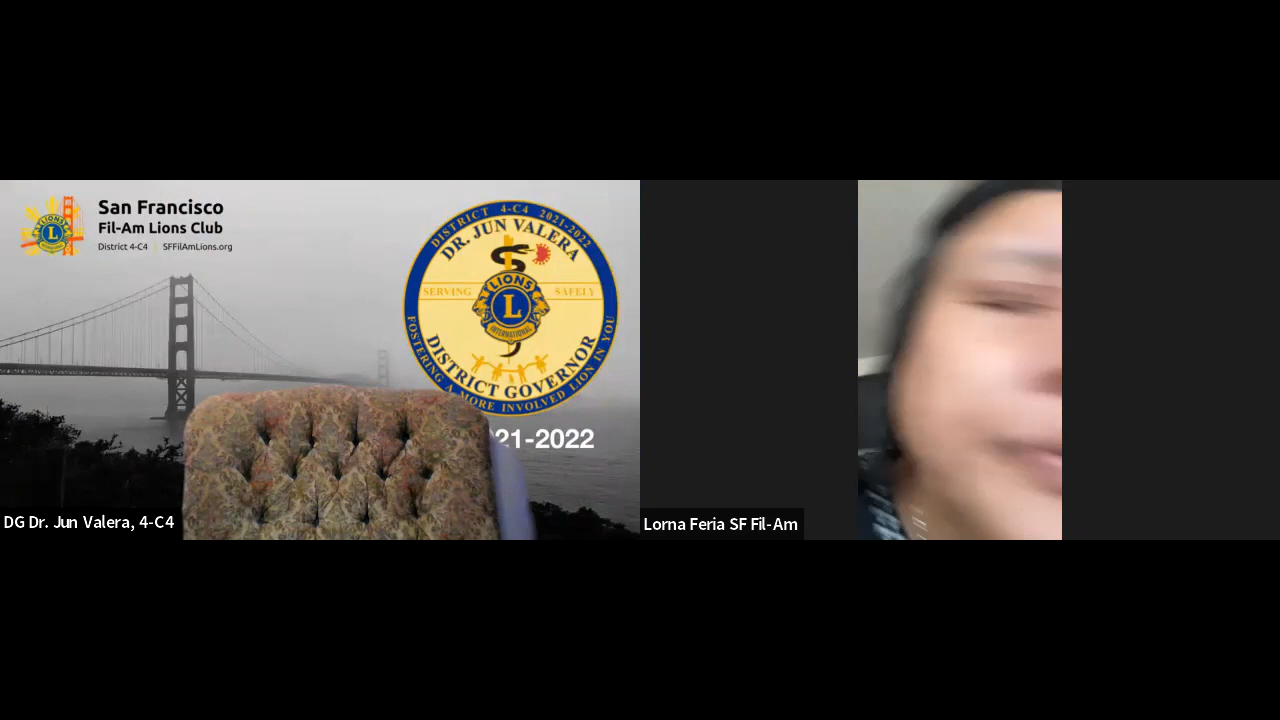 San Francisco
Fil-Am Lions Club
District 4-C4 | SFFilAmLions.org
LIONS
L
INTERNATIONAL
DISTRICT 4-C4 2021-2022
DR. JUN VALERA
SERVING SAFELY
LIONS
L
INTERNATIONAL
DISTRICT GOVERNOR
FOSTERING A MORE INVOLVED LION IN YOU
21-2022
DG Dr. Jun Valera, 4-C4
Lorna Feria SF Fil-Am